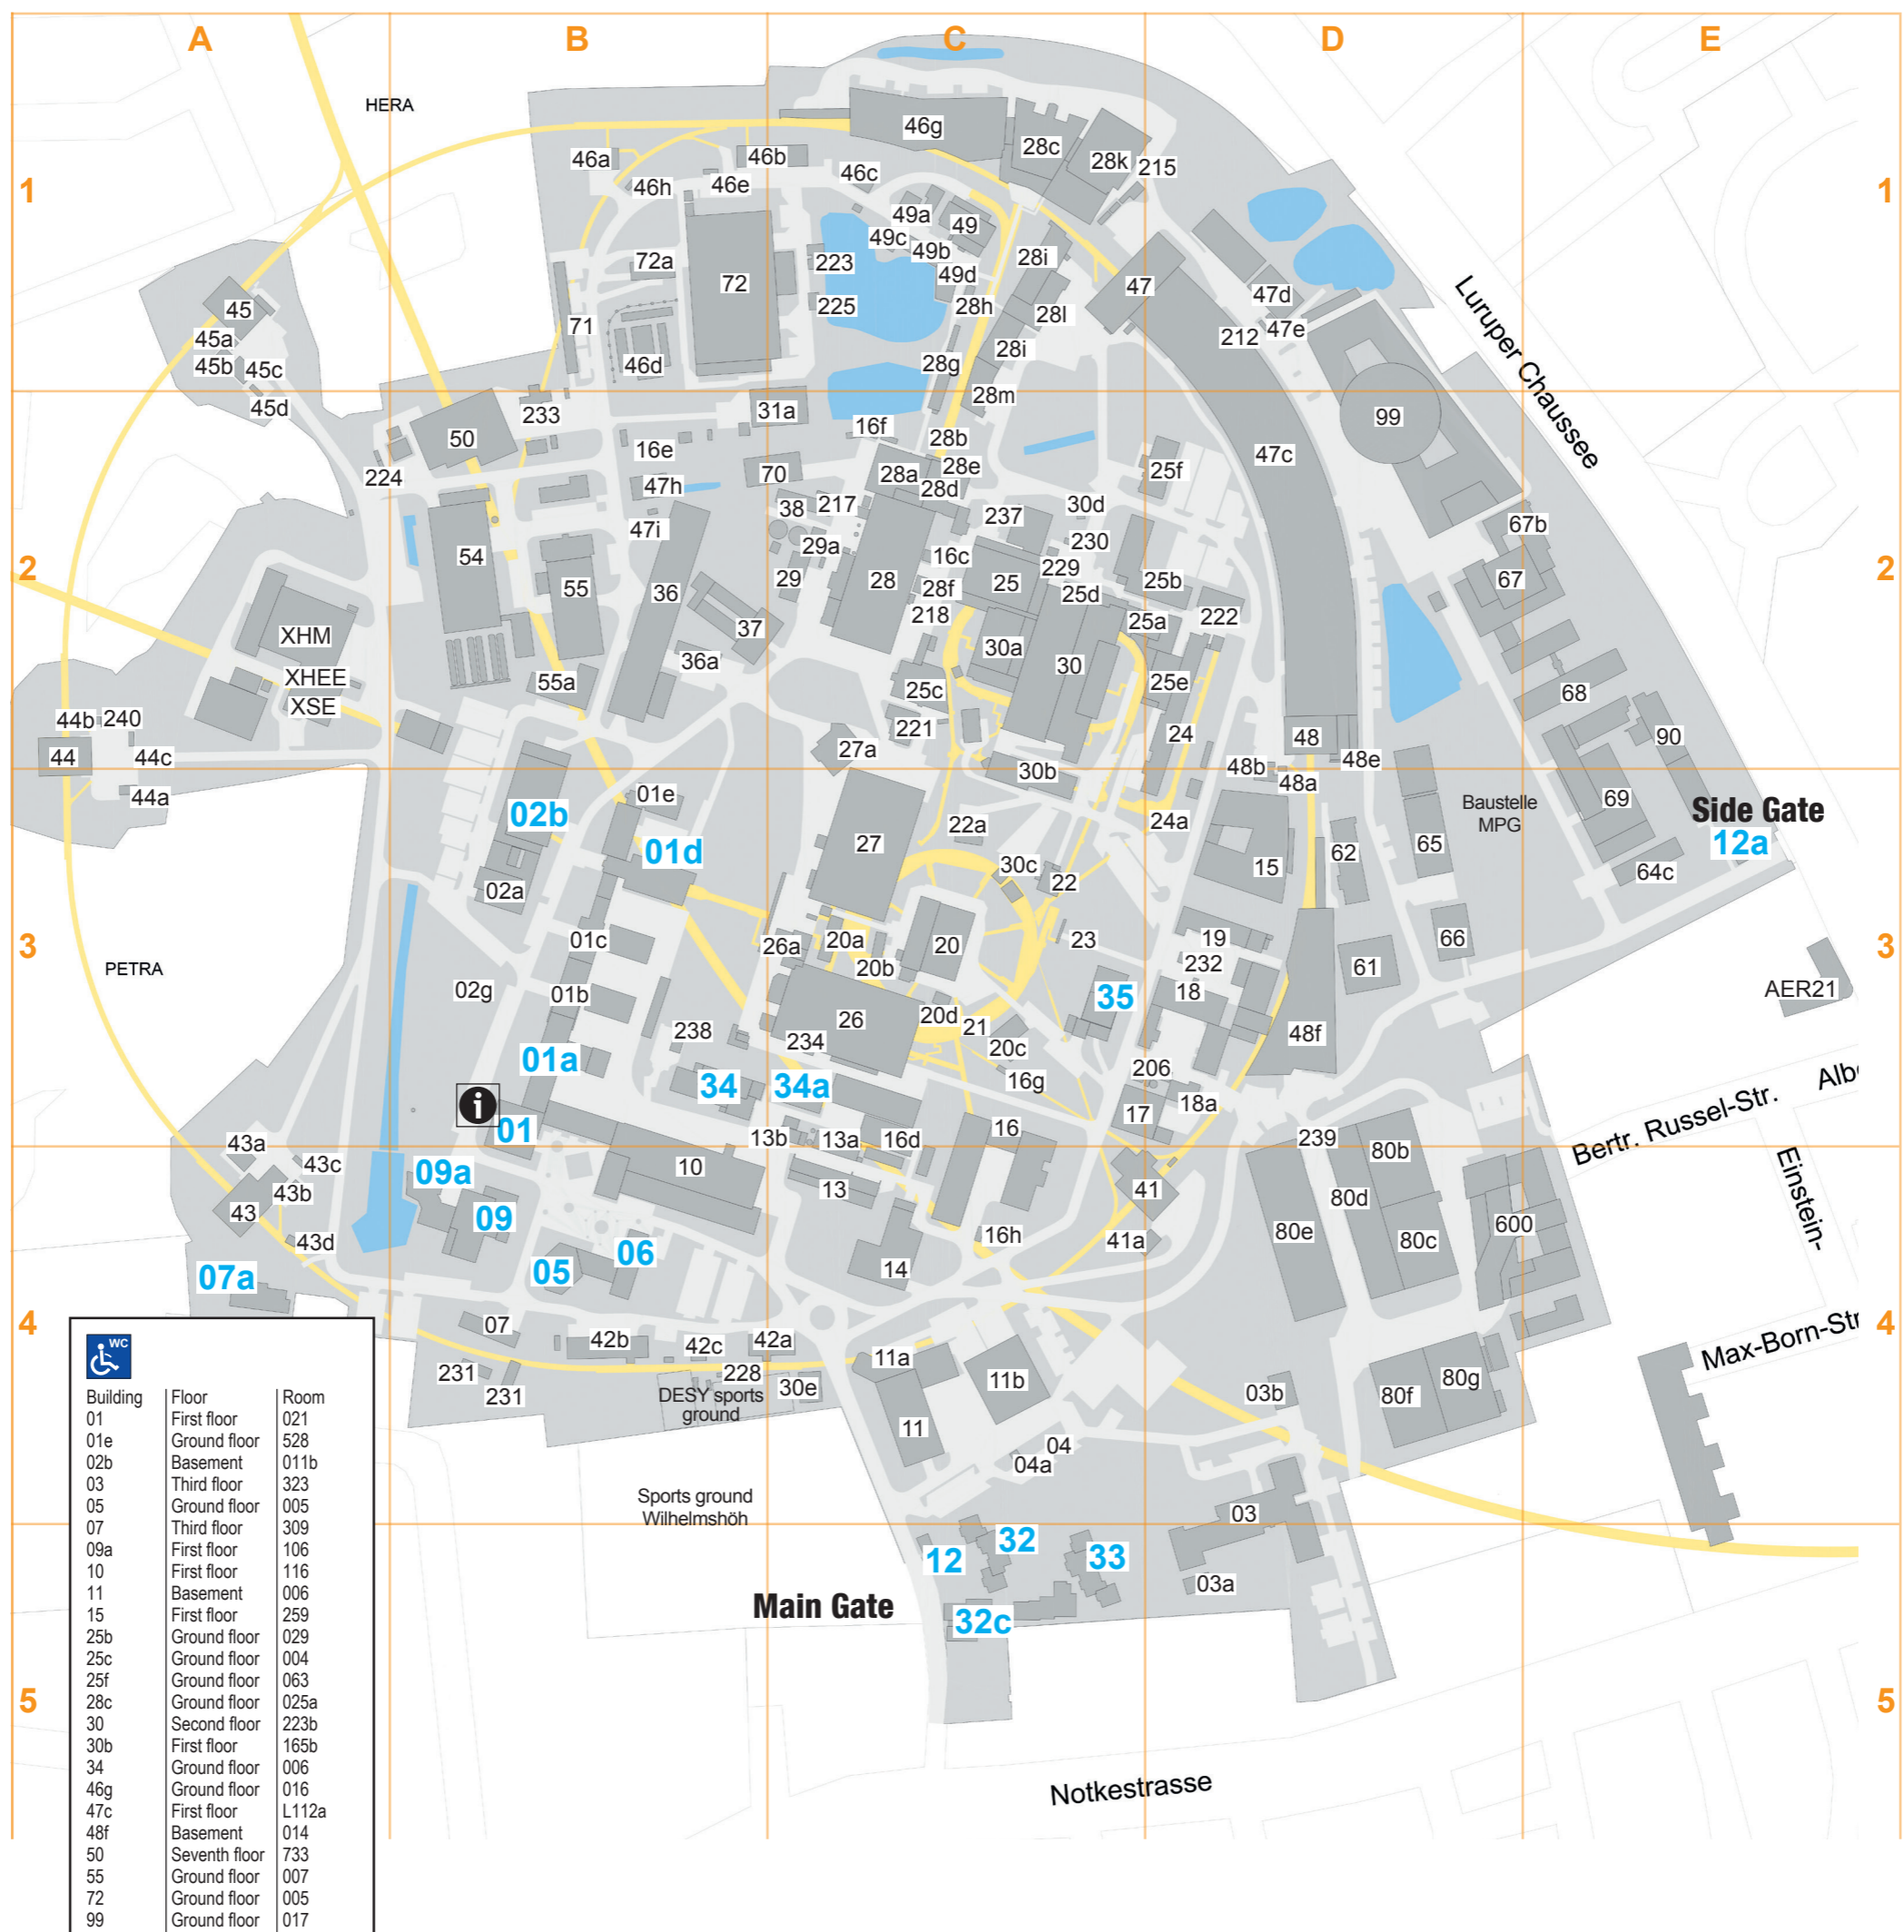 A B C D E
HERA
46g
28c
46a
46b
28k
215
1
46h
46e
46c
1
49a
49
49c
49b
28i
72a
223
49d
72
47
47d
45
225
28h
28l
Luruper Chaussee
71
212
47e
45a
28i
45b
45c
46d
28g
28m
45d
233
31a
99
16f
50
28b
16e
47c
224
70
28a
28e
25f
47h
28d
38
217
30d
237
67b
47i
29a
230
54
16c
2
29
229
2
55
36
28
28f
25
25d
25b
67
218
222
XHM
37
25a
30a
36a
30
XHEE
55a
25c
25e
68
XSE
44b
240
221
24
48
90
44
44c
27a
48e
48b
30b
48a
44a
01e
Baustelle
MPG
69
Side Gate
02b
22a
24a
12a
27
65
01d
30c
62
15
64c
02a
22
01c
20a
20
19
66
3
26a
23
3
PETRA
20b
232
61
02g
01b
18
35
AER21
26
20d
21
238
234
20c
48f
01a
206
16g
Bertr. Russel-Str.
34
34a
18a
i
17
01
13b
13a
16d
16
239
80b
43a
43c
09a
10
43b
13
41
80d
Einstein-
43
09
600
43d
16h
41a
80e
80c
06
07a
05
14
4
07
42b
42c
42a
4
11a
Max-Born-Str
231
228
11b
80g
231
DESY sports
ground
30e
03b
80f
11
04
04a
Sports ground
Wilhelmshöh
03
12
32
33
03a
Main Gate
32c
5
5
Notkestrasse
WC
Building Floor Room
01 First floor 021
01e Ground floor 528
02b Basement 011b
03 Third floor 323
05 Ground floor 005
07 Third floor 309
09a First floor 106
10 First floor 116
11 Basement 006
15 First floor 259
25b Ground floor 029
25c Ground floor 004
25f Ground floor 063
28c Ground floor 025a
30 Second floor 223b
30b First floor 165b
34 Ground floor 006
46g Ground floor 016
47c First floor L112a
48f Basement 014
50 Seventh floor 733
55 Ground floor 007
72 Ground floor 005
99 Ground floor 017